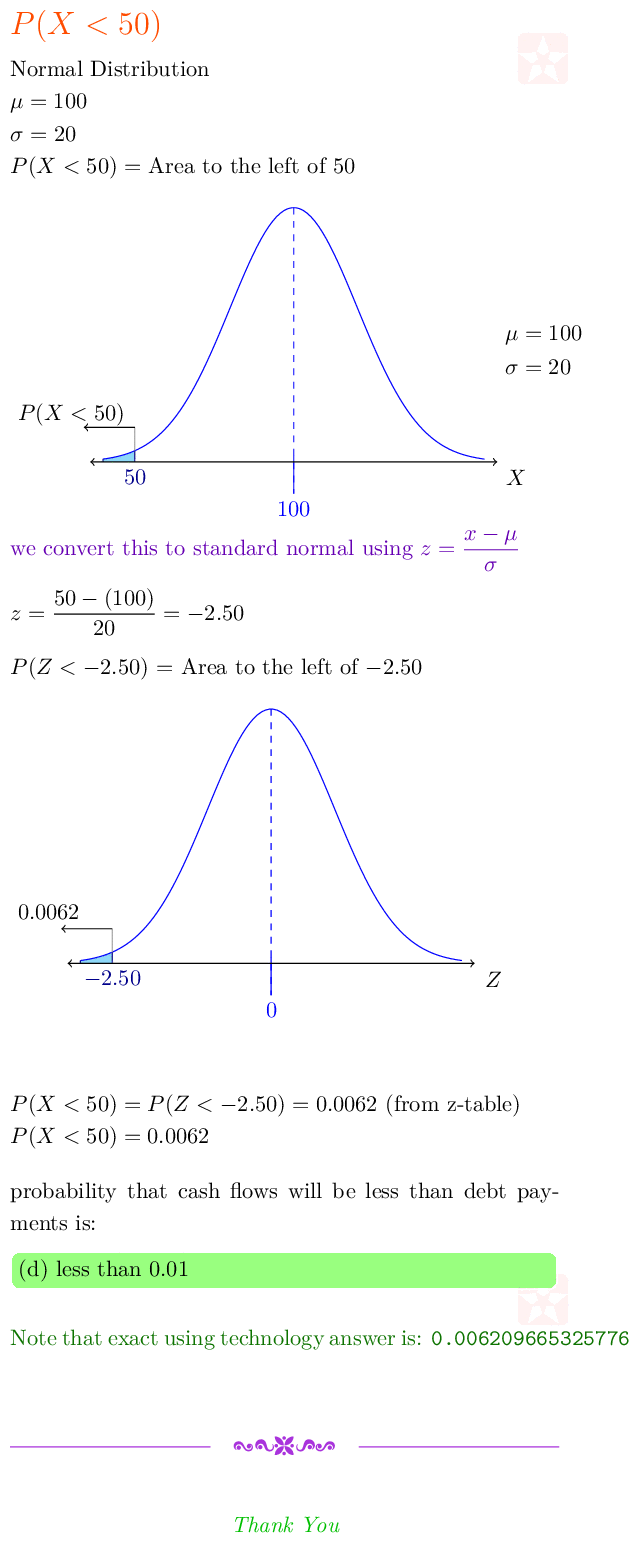 P(X < 50)
Normal Distribution
μ = 100
σ = 20
P(X < 50) = Area to the left of 50
μ = 100
σ = 20
P(X < 50)
50
X
100
we convert this to standard normal using z = (x − μ)/σ
z = (50 − (100))/20 = −2.50
P(Z < −2.50) = Area to the left of −2.50
0.0062
−2.50
Z
0
P(X < 50) = P(Z < −2.50) = 0.0062 (from z-table)
P(X < 50) = 0.0062
probability that cash flows will be less than debt pay-
ments is:
(d) less than 0.01
Note that exact using technology answer is: 0.006209665325776
Thank You